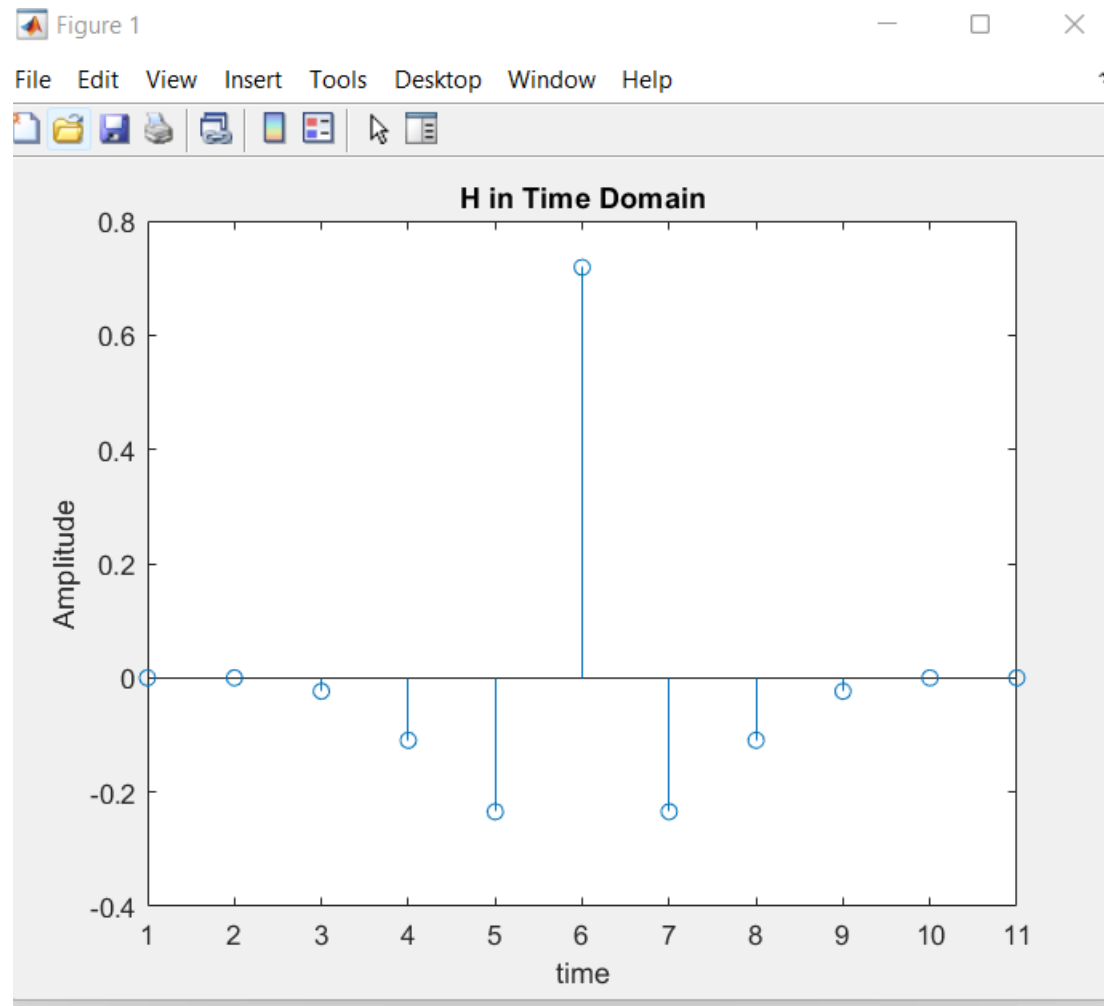 Figure 1
File Edit View Insert Tools Desktop Window Help
H in Time Domain
0.8
0.6
0.4
0.2
0
-0.2
-0.4
Amplitude
1 2 3 4 5 6 7 8 9 10 11
time